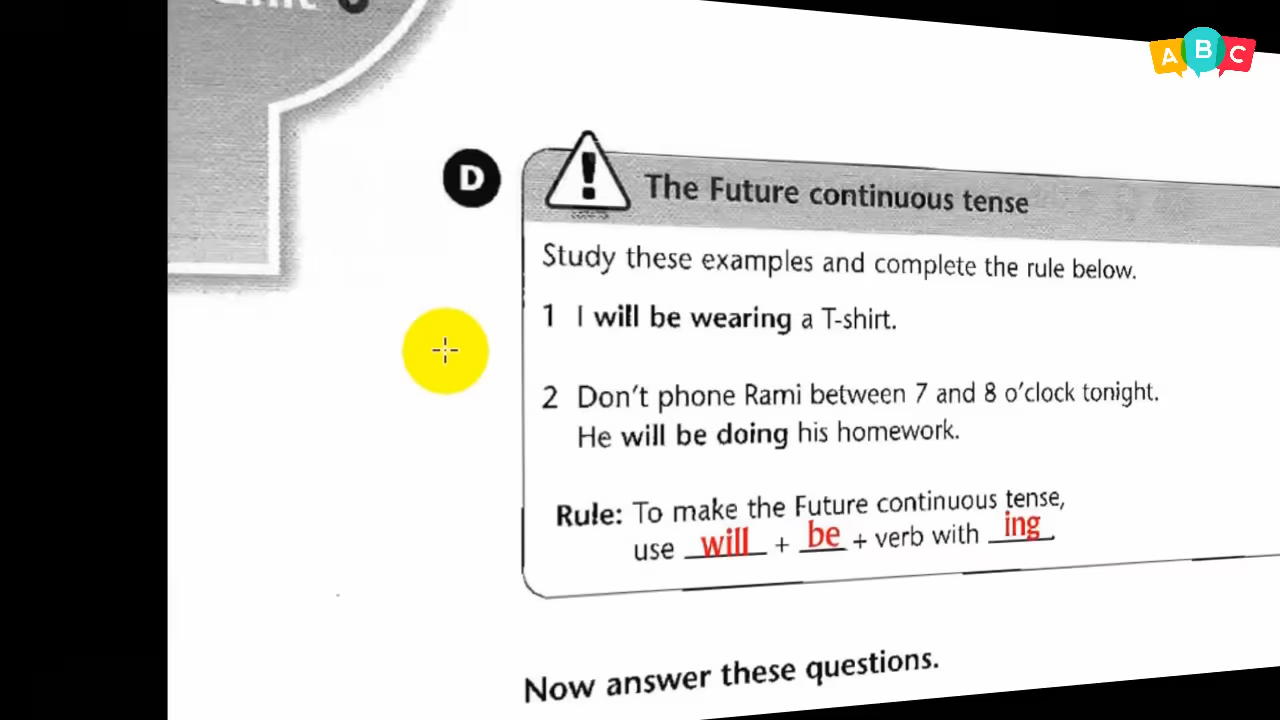 A B C
D
The Future continuous tense
Study these examples and complete the rule below.
1 I will be wearing a T-shirt.
2 Don't phone Rami between 7 and 8 o'clock tonight.
He will be doing his homework.
Rule: To make the Future continuous tense,
use will + be + verb with ing.
Now answer these questions.